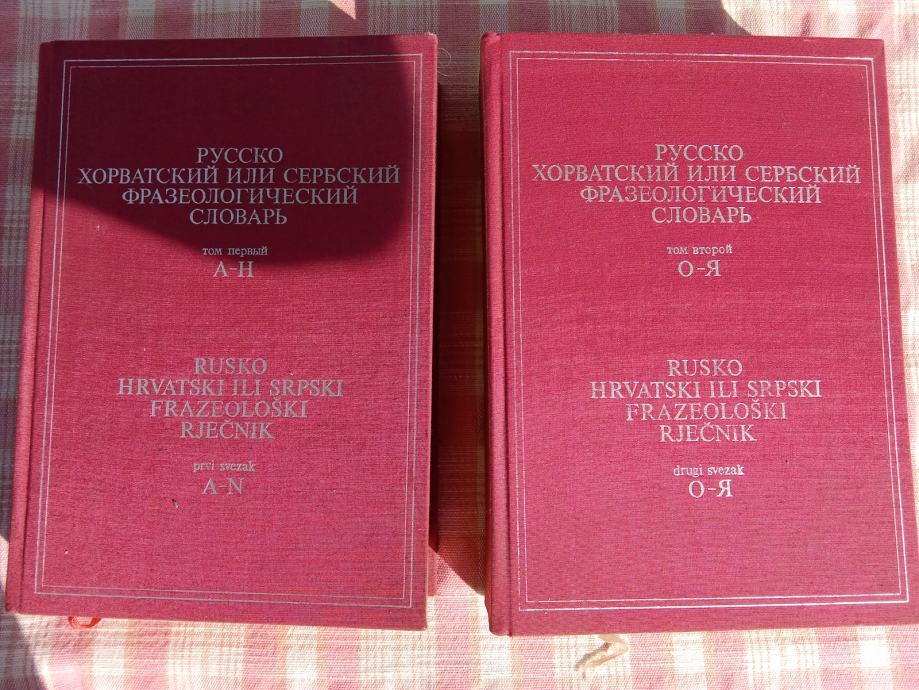 РУССКО
ХОРВАТСКИЙ ИЛИ СЕРБСКИЙ
ФРАЗЕОЛОГИЧЕСКИЙ
СЛОВАРЬ
том первый
А-Н
RUSKO
HRVATSKI ILI SRPSKI
FRAZEOLOŠKI
RJEČNIK
prvi svezak
A-N
РУССКО
ХОРВАТСКИЙ ИЛИ СЕРБСКИЙ
ФРАЗЕОЛОГИЧЕСКИЙ
СЛОВАРЬ
том второй
О-Я
RUSKO
HRVATSKI ILI SRPSKI
FRAZEOLOŠKI
RJEČNIK
drugi svezak
О-Я